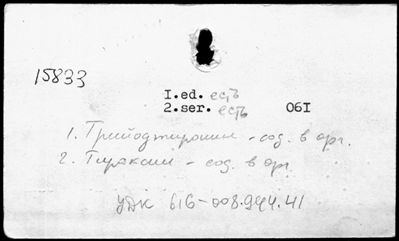 15833
I.ed. есть
2.ser. есть 06I
1. Трийодтиронин - сод. в орг.
2. Тироксин - сод. в орг.
УДК 616-008.944.41